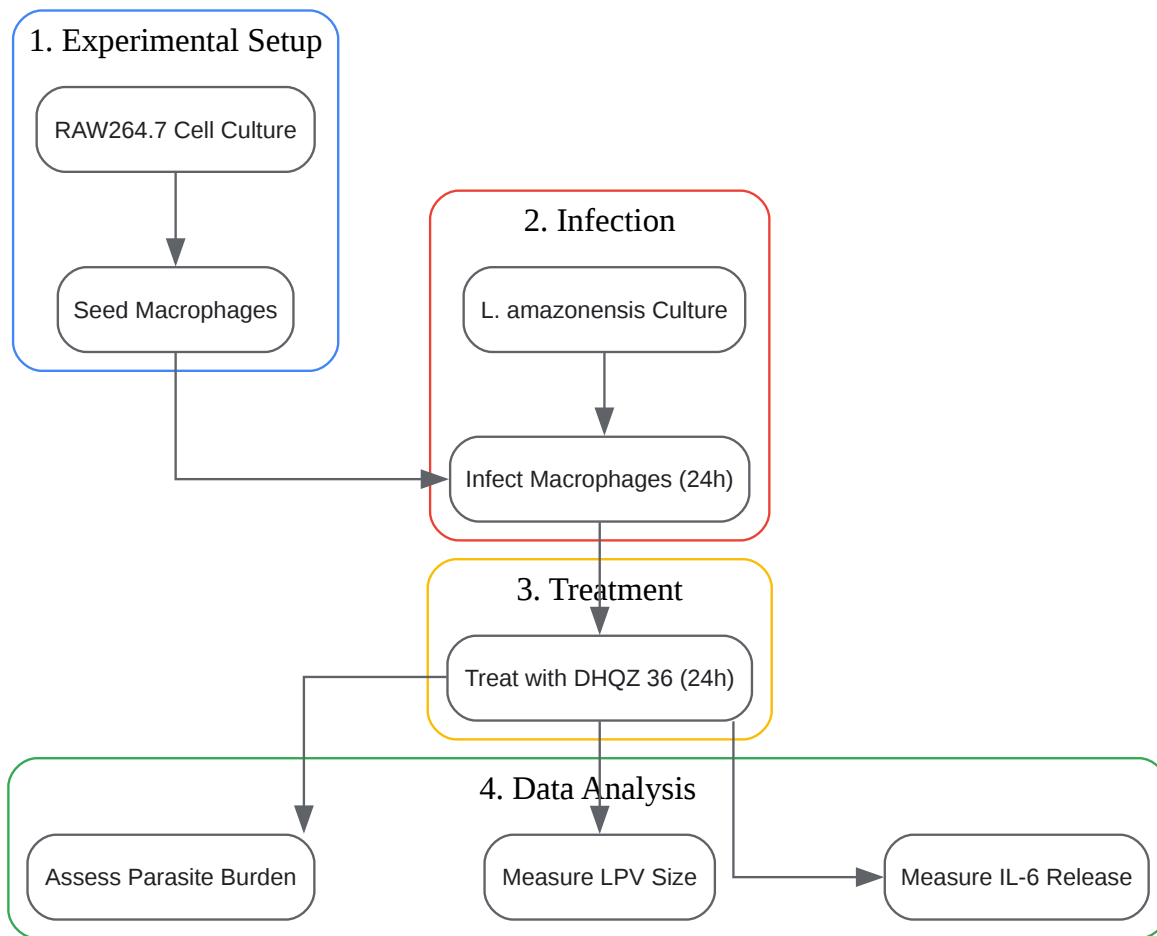 1. Experimental Setup
RAW264.7 Cell Culture
Seed Macrophages
2. Infection
L. amazonensis Culture
Infect Macrophages (24h)
3. Treatment
Treat with DHQZ 36 (24h)
4. Data Analysis
Assess Parasite Burden
Measure LPV Size
Measure IL-6 Release